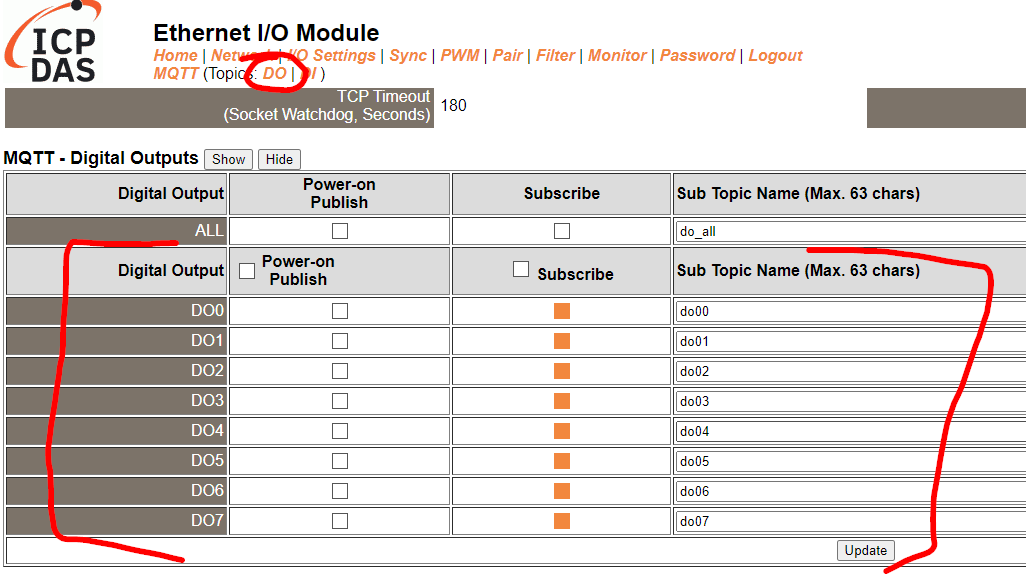 ICP
DAS
Ethernet I/O Module
Home | Network | I/O Settings | Sync | PWM | Pair | Filter | Monitor | Password | Logout
MQTT (Topics: DO | DI )
TCP Timeout
(Socket Watchdog, Seconds) 180
MQTT - Digital Outputs Show Hide
Digital Output Power-on Publish Subscribe Sub Topic Name (Max. 63 chars)
ALL do_all
Digital Output Power-on Publish Subscribe Sub Topic Name (Max. 63 chars)
DO0 do00
DO1 do01
DO2 do02
DO3 do03
DO4 do04
DO5 do05
DO6 do06
DO7 do07
Update